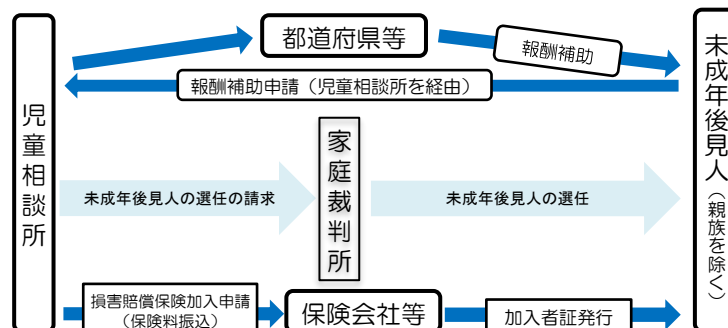 都道府県等
報酬補助
報酬補助申請（児童相談所を経由）
児童相談所
未成年後見人（親族を除く）
家庭裁判所
未成年後見人の選任の請求
未成年後見人の選任
損害賠償保険加入申請
（保険料振込）
保険会社等
加入者証発行